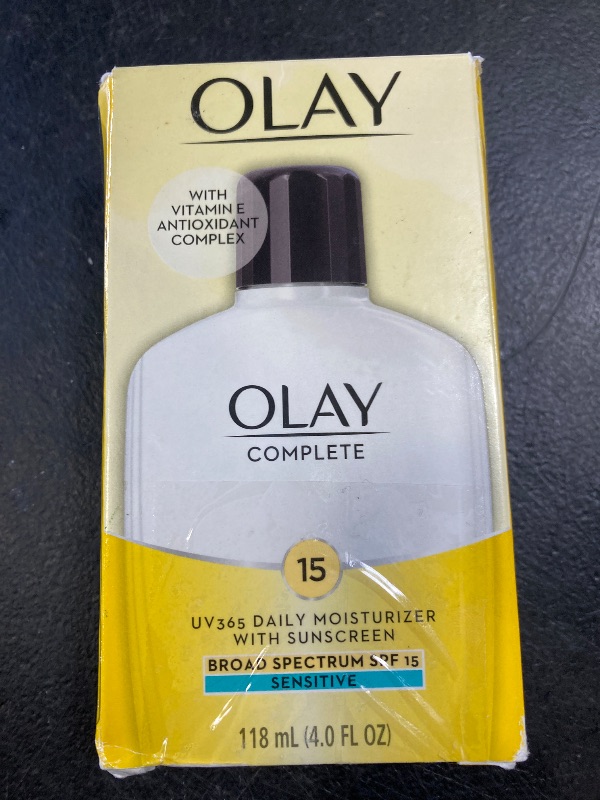 OLAY
WITH
VITAMIN E
ANTIOXIDANT
COMPLEX
OLAY
COMPLETE
15
UV365 DAILY MOISTURIZER
WITH SUNSCREEN
BROAD SPECTRUM SPF 15
SENSITIVE
118 mL (4.0 FL OZ)